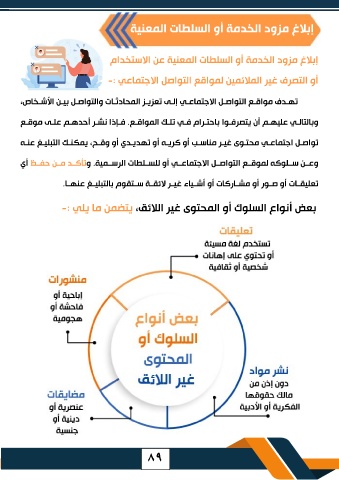 إبلاغ مزود الخدمة أو السلطات المعنية
إبلاغ مزود الخدمة أو السلطات المعنية عن الاستخدام
أو التصرف غير الملائمين لمواقع التواصل الاجتماعي :-
تهدف مواقع التواصل الاجتماعي إلى تعزيز المحادثات والتواصل بين الأشخاص،
وبالتالي عليهم أن يتصرفوا باحترام في تلك المواقع. فإذا نشر أحدهم على موقع
تواصل اجتماعي محتوى غير مناسب أو كريه أو تهديدي أو وقح، يمكنك التبليغ عنه
وعن سلوكه لموقع التواصل الاجتماعي أو للسلطات الرسمية. وتأكد من حفظ أي
تعليقات أو صور أو مشاركات أو أشياء غير لائقة ستقوم بالتبليغ عنها.
بعض أنواع السلوك أو المحتوى غير اللائق، يتضمن ما يلي :-
تعليقات
تستخدم لغة مسيئة
أو تحتوي على إهانات
شخصية أو ثقافية
منشورات
إباحية أو
فاحشة أو
هجومية
بعض أنواع
السلوك أو
المحتوى
غير اللائق
نشر مواد
دون إذن من
مالك حقوقها
الفكرية أو الأدبية
مضايقات
عنصرية أو
دينية أو
جنسية
٨٩